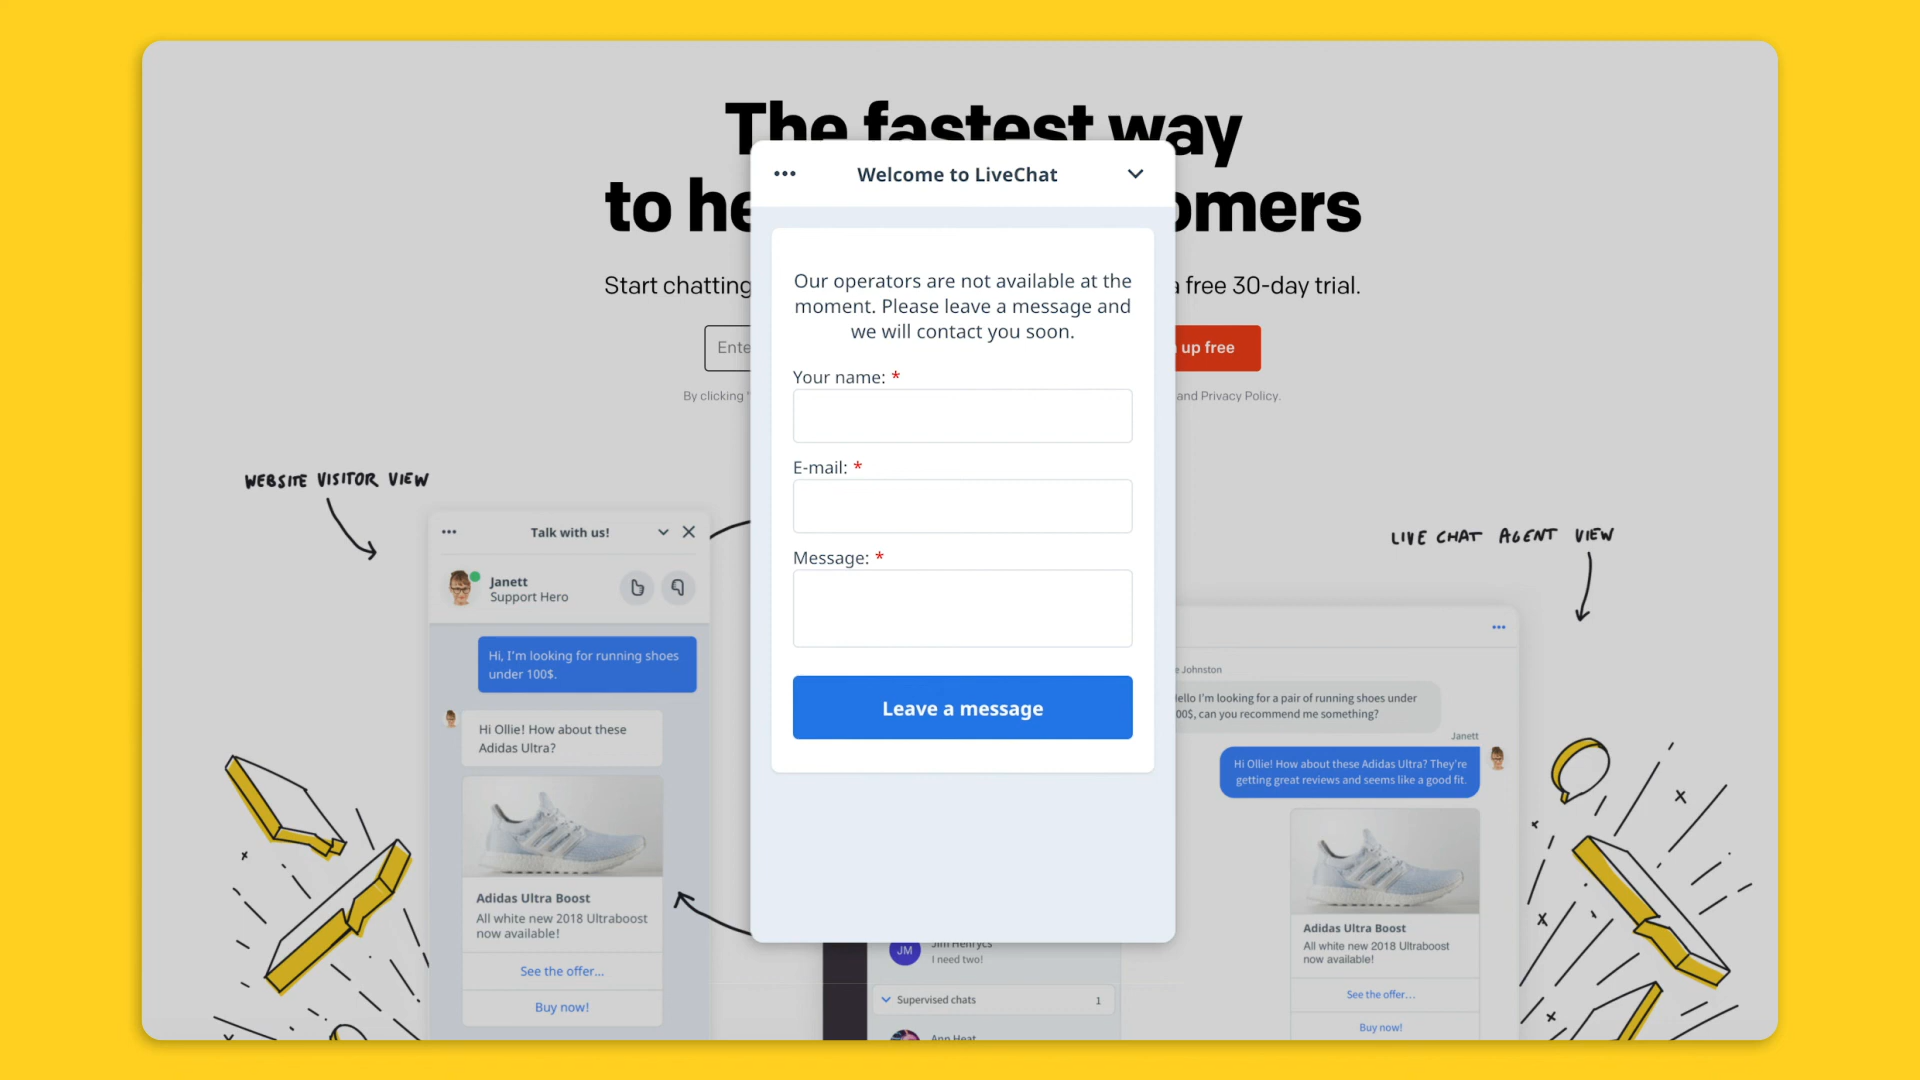 The fastest way
to he
omers
Start chatting
a free 30-day trial.
Ente
up free
By clicking "
and Privacy Policy.
Welcome to LiveChat
Our operators are not available at the
moment. Please leave a message and
we will contact you soon.
Your name: *
E-mail: *
Message: *
Leave a message
WEBSITE VISITOR VIEW
Talk with us!
Janett
Support Hero
Hi, I'm looking for running shoes
under 100$.
Hi Ollie! How about these
Adidas Ultra?
Adidas Ultra Boost
All white new 2018 Ultraboost
now available!
See the offer...
Buy now!
JM
Jim Henrycs
I need two!
Supervised chats 1
Ann Heat
LIVE CHAT AGENT VIEW
e Johnston
ello I'm looking for a pair of running shoes under
00$, can you recommend me something?
Janett
Hi Ollie! How about these Adidas Ultra? They're
getting great reviews and seems like a good fit.
Adidas Ultra Boost
All white new 2018 Ultraboost
now available!
See the offer...
Buy now!